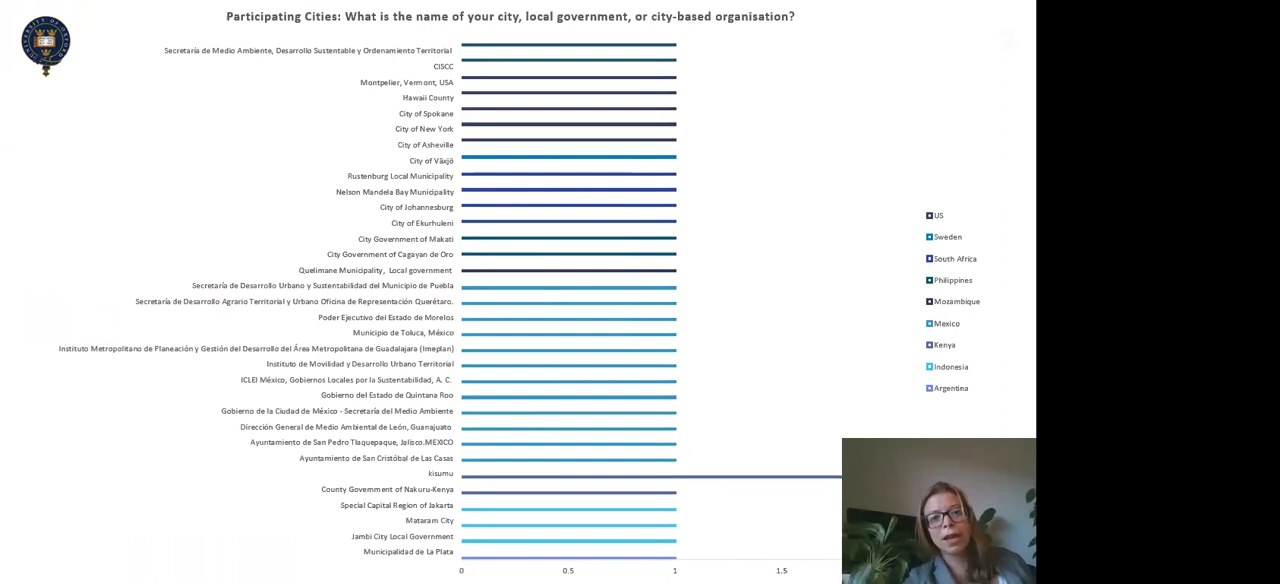 Participating Cities: What is the name of your city, local government, or city-based organisation?
Secretaría de Medio Ambiente, Desarrollo Sustentable y Ordenamiento Territorial
CISCC
Montpelier, Vermont, USA
Hawaii County
City of Spokane
City of New York
City of Asheville
City of Växjö
Rustenburg Local Municipality
Nelson Mandela Bay Municipality
City of Johannesburg
City of Ekurhuleni
City Government of Makati
City Government of Cagayan de Oro
Quelimane Municipality, Local government
Secretaría de Desarrollo Urbano y Sustentabilidad del Municipio de Puebla
Secretaría de Desarrollo Agrario Territorial y Urbano Oficina de Representación Querétaro.
Poder Ejecutivo del Estado de Morelos
Municipio de Toluca, México
Instituto Metropolitano de Planeación y Gestión del Desarrollo del Área Metropolitana de Guadalajara (Imeplan)
Instituto de Movilidad y Desarrollo Urbano Territorial
ICLEI México, Gobiernos Locales por la Sustentabilidad, A. C.
Gobierno del Estado de Quintana Roo
Gobierno de la Ciudad de México - Secretaría del Medio Ambiente
Dirección General de Medio Ambiental de León, Guanajuato
Ayuntamiento de San Pedro Tlaquepaque, Jalisco.MEXICO
Ayuntamiento de San Cristóbal de Las Casas
kisumu
County Government of Nakuru-Kenya
Special Capital Region of Jakarta
Mataram City
Jambi City Local Government
Municipalidad de La Plata
0 0.5 1 1.5
US
Sweden
South Africa
Philippines
Mozambique
Mexico
Kenya
Indonesia
Argentina